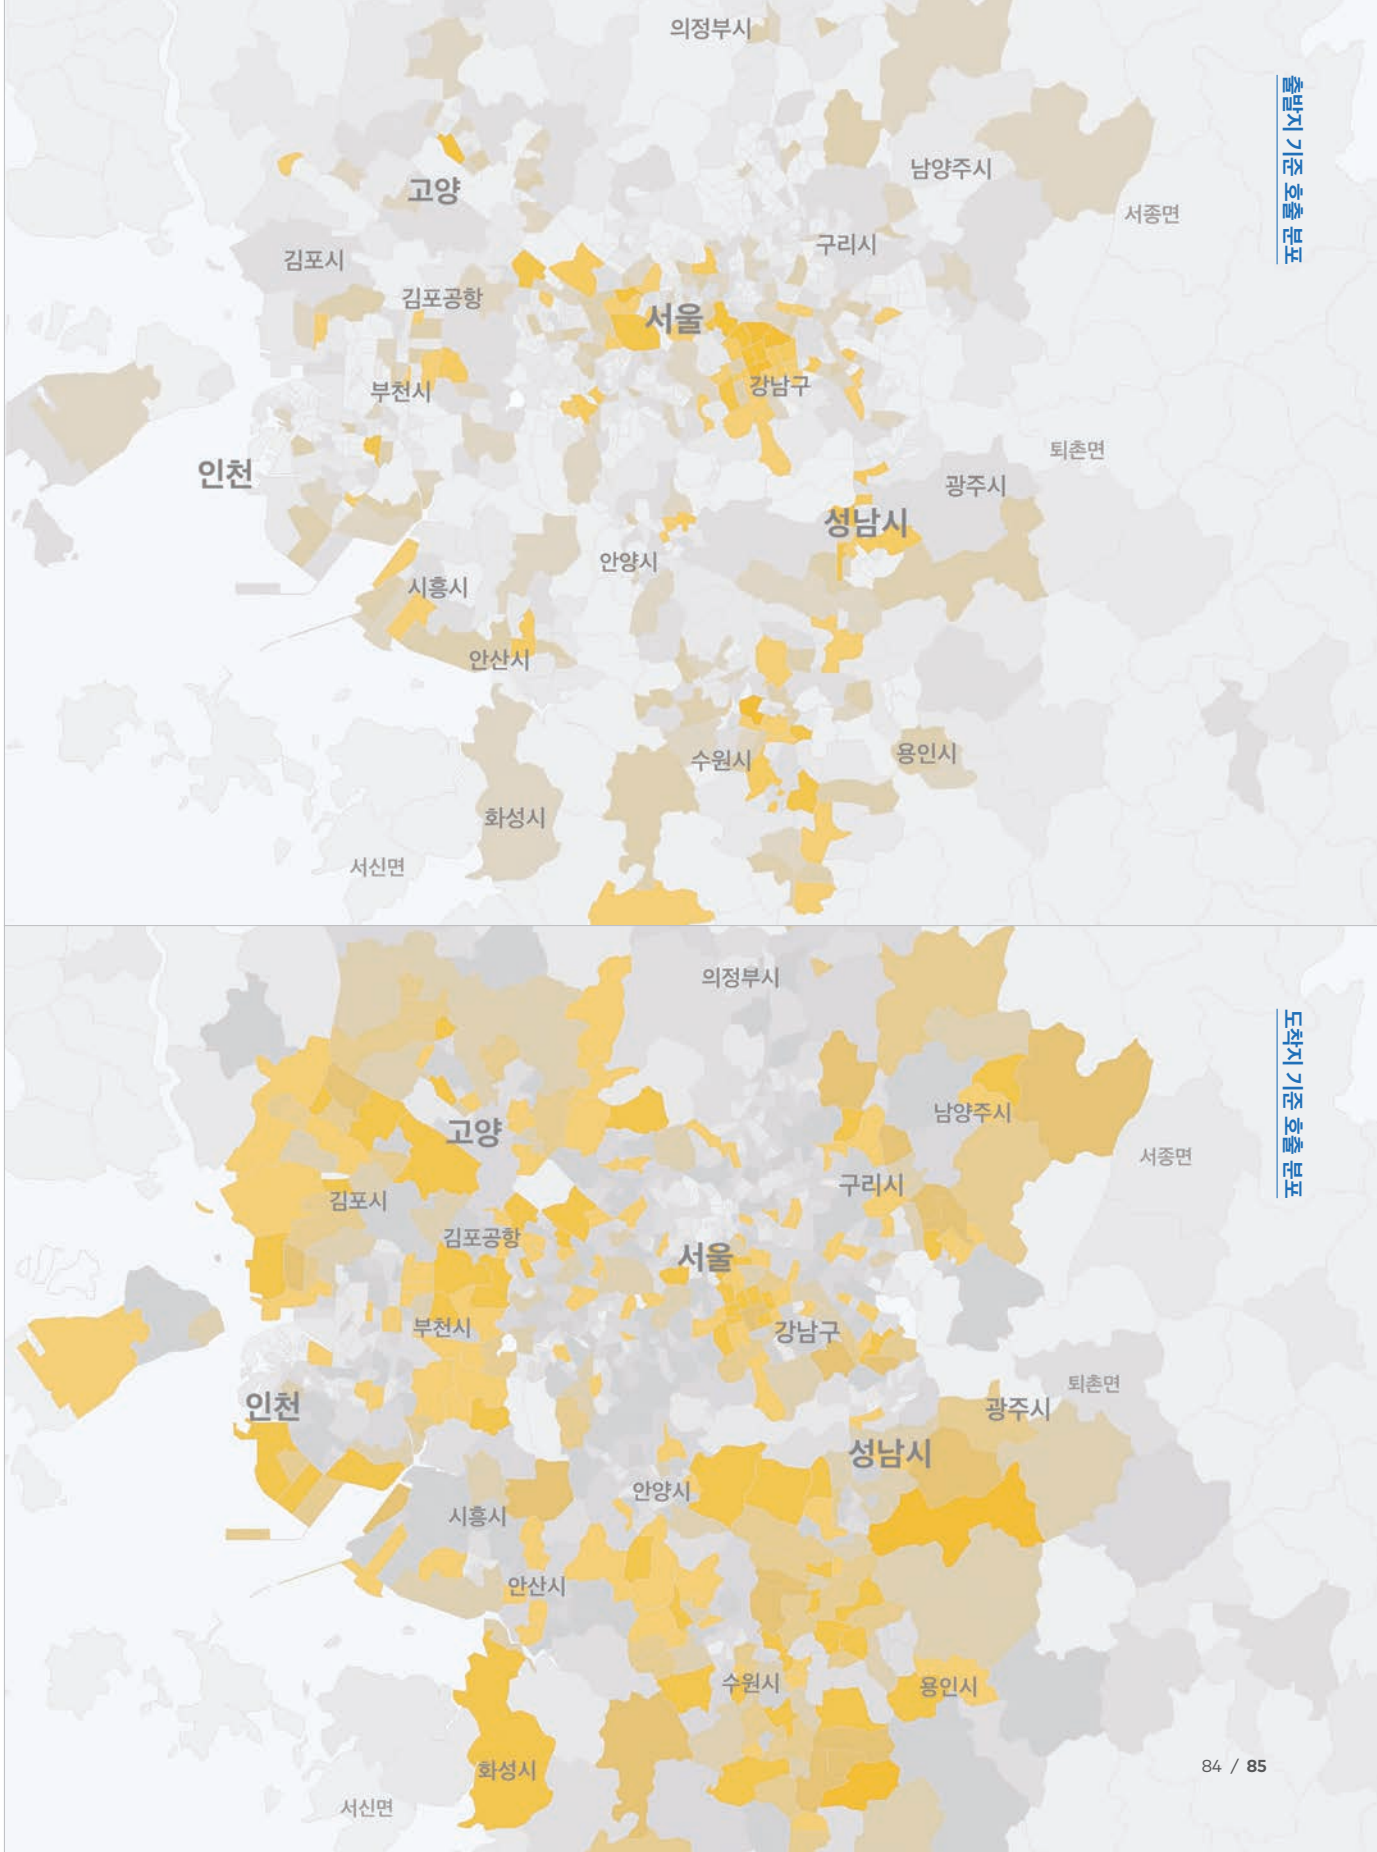 출발지 기준 호출 분포
의정부시
남양주시
고양
서종면
구리시
김포시
김포공항
서울
강남구
부천시
퇴촌면
인천
광주시
성남시
안양시
시흥시
안산시
수원시
용인시
화성시
서신면
도착지 기준 호출 분포
의정부시
남양주시
고양
서종면
구리시
김포시
김포공항
서울
부천시
강남구
퇴촌면
인천
광주시
성남시
안양시
시흥시
안산시
수원시
용인시
화성시
서신면
84 / 85